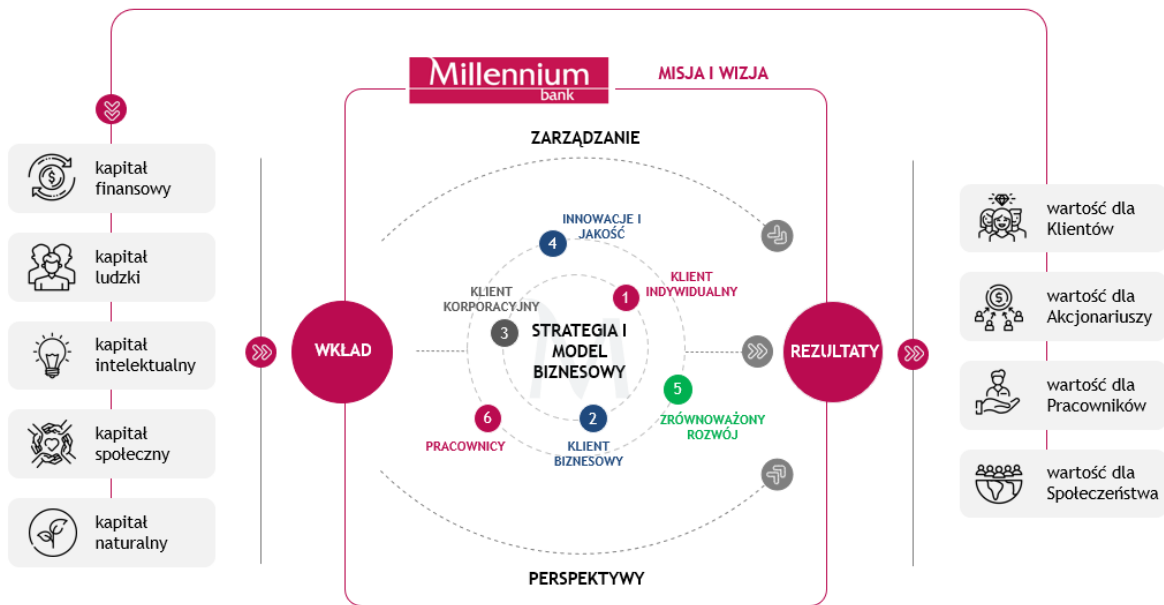 Millennium
bank
MISJA I WIZJA
ZARZĄDZANIE
kapitał
finansowy
kapitał
ludzki
kapitał
intelektualny
kapitał
społeczny
kapitał
naturalny
WKŁAD
INNOWACJE I
JAKOŚĆ
4
KLIENT
INDYWIDUALNY
1
KLIENT
KORPORACYJNY
3
STRATEGIA I
MODEL
BIZNESOWY
5
ZRÓWNOWAŻONY
ROZWÓJ
6
PRACOWNICY
2
KLIENT
BIZNESOWY
PERSPEKTYWY
REZULTATY
wartość dla
Klientów
wartość dla
Akcjonariuszy
wartość dla
Pracowników
wartość dla
Społeczeństwa